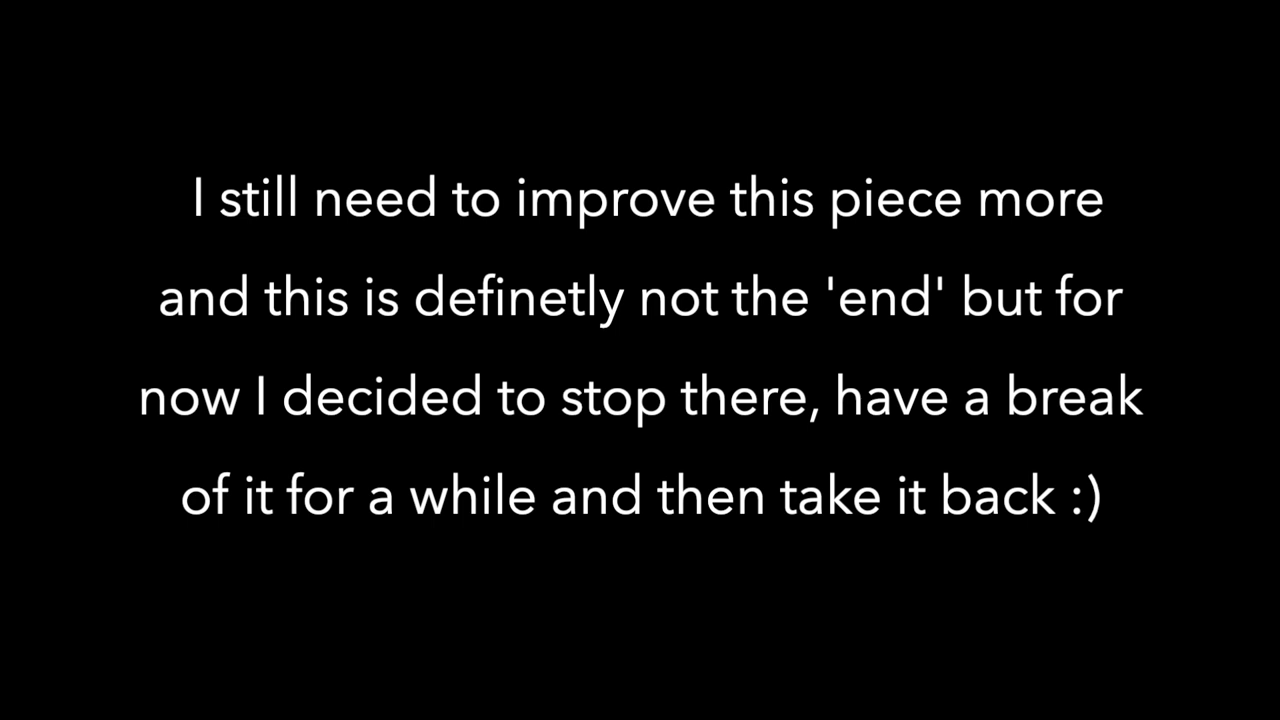 I still need to improve this piece more
and this is definetly not the 'end' but for
now I decided to stop there, have a break
of it for a while and then take it back :)